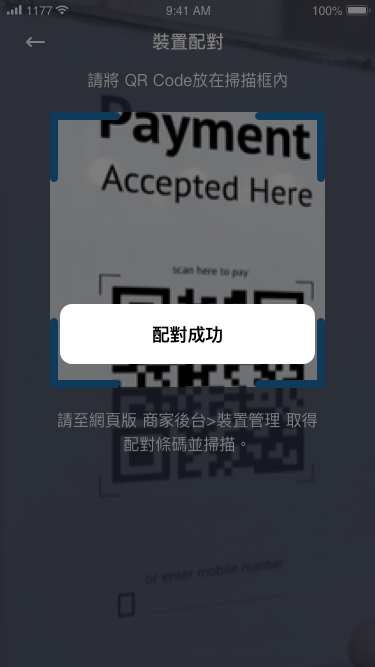 1177
9:41 AM
100%
裝置配對
請將 QR Code放在掃描框內
Payment
Accepted Here
scan here to pay
配對成功
請至網頁版 商家後台>裝置管理 取得
配對條碼並掃描。
or enter mobile number